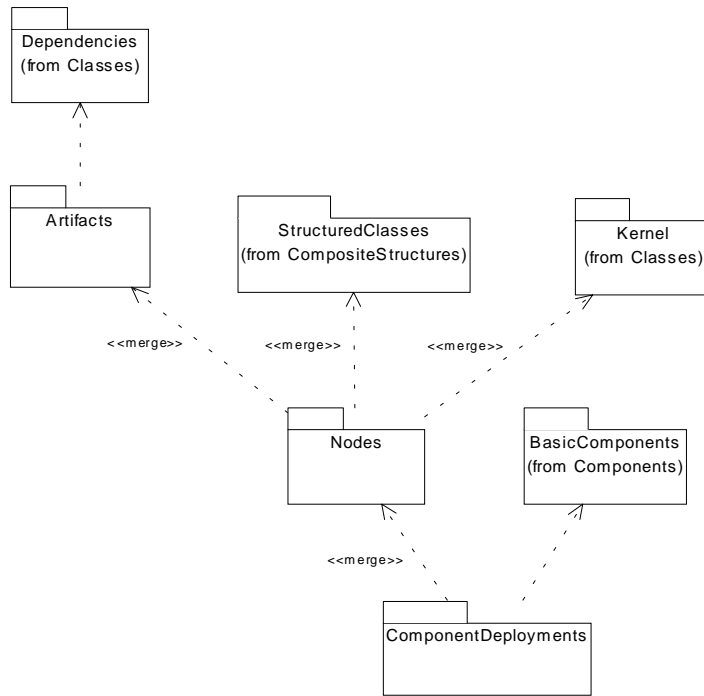 Dependencies
(from Classes)
Artifacts
StructuredClasses
(from CompositeStructures)
Kernel
(from Classes)
<<merge>>
<<merge>>
<<merge>>
Nodes
BasicComponents
(from Components)
<<merge>>
ComponentDeployments